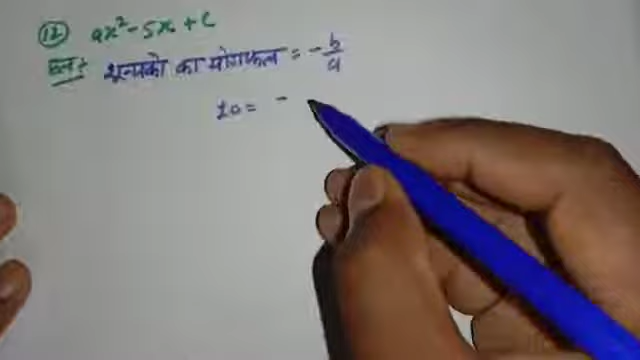 (12) ax² - 5x + c
हल :- शून्यको का योगफल = - b/a
10 = -